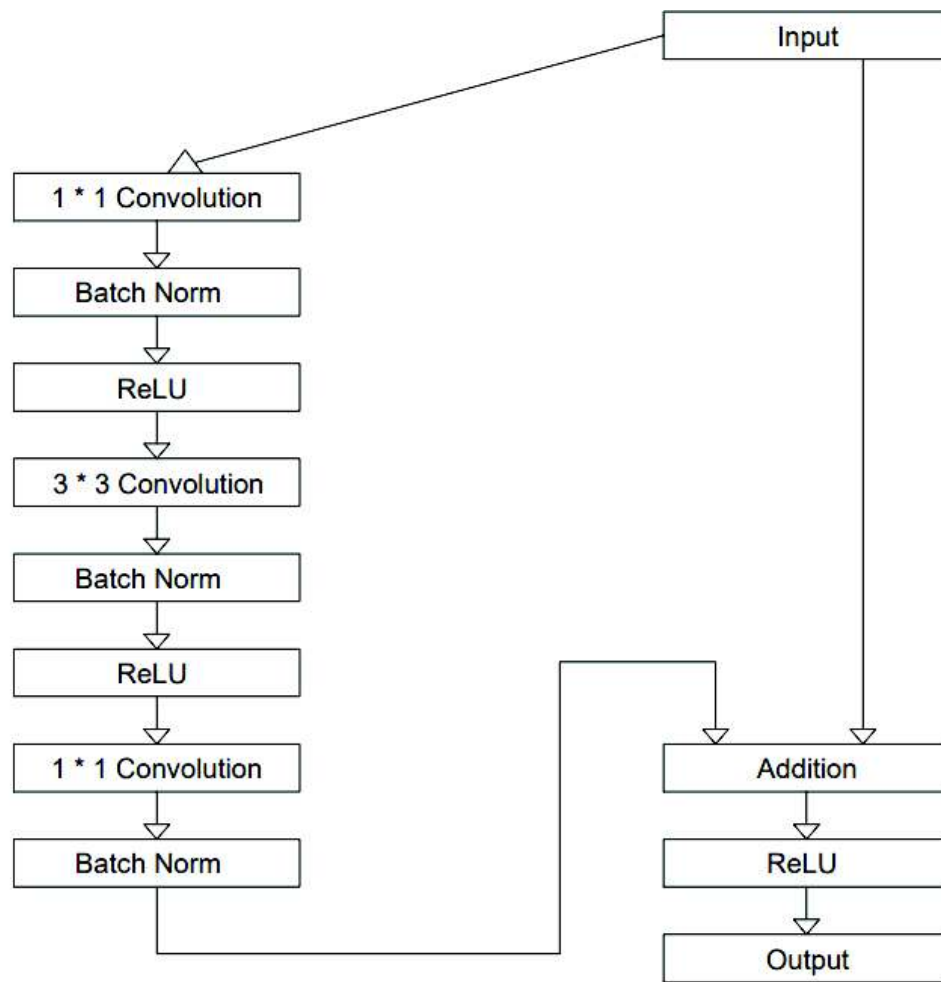 Input
1 * 1 Convolution
Batch Norm
ReLU
3 * 3 Convolution
Batch Norm
ReLU
1 * 1 Convolution
Batch Norm
Addition
ReLU
Output